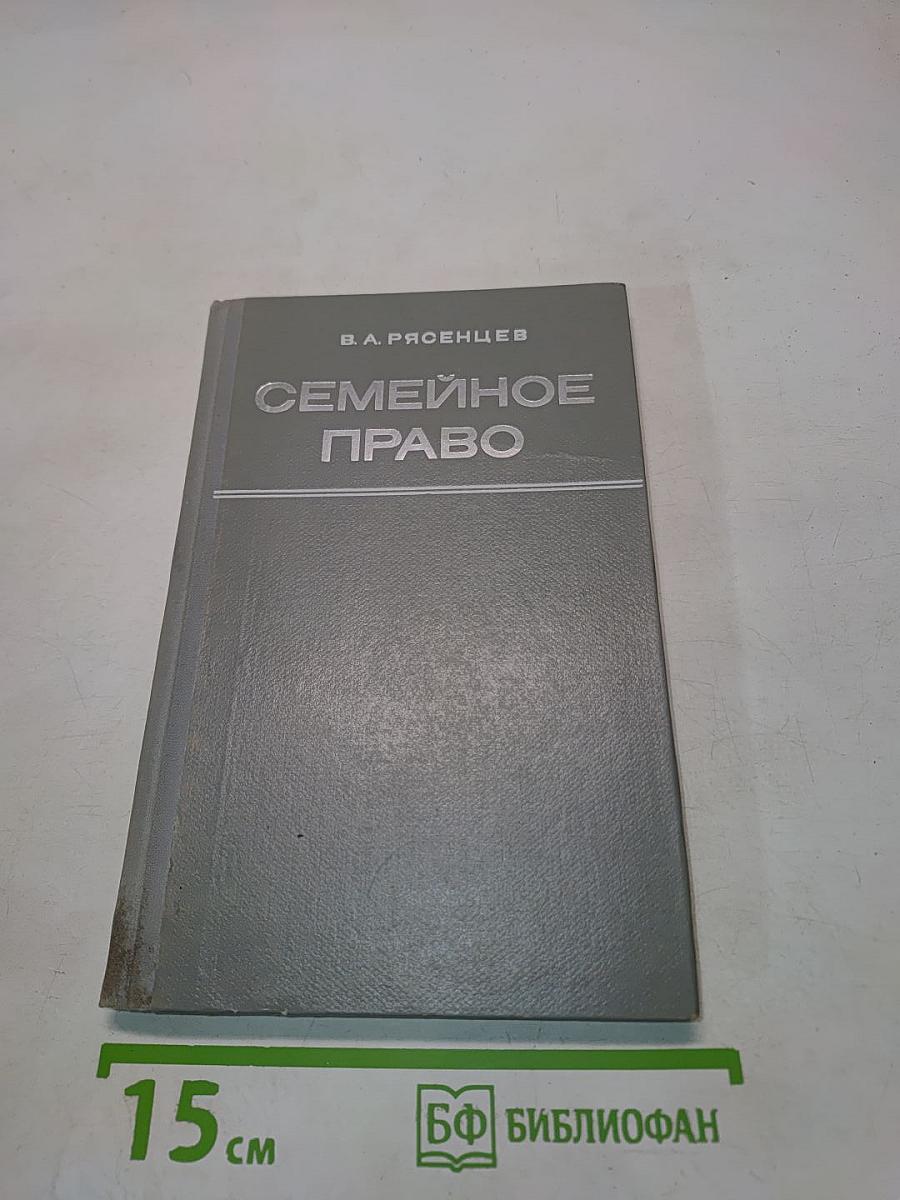 В. А. РЯСЕНЦЕВ
СЕМЕЙНОЕ
ПРАВО
15 см
БФ БИБЛИОФАН